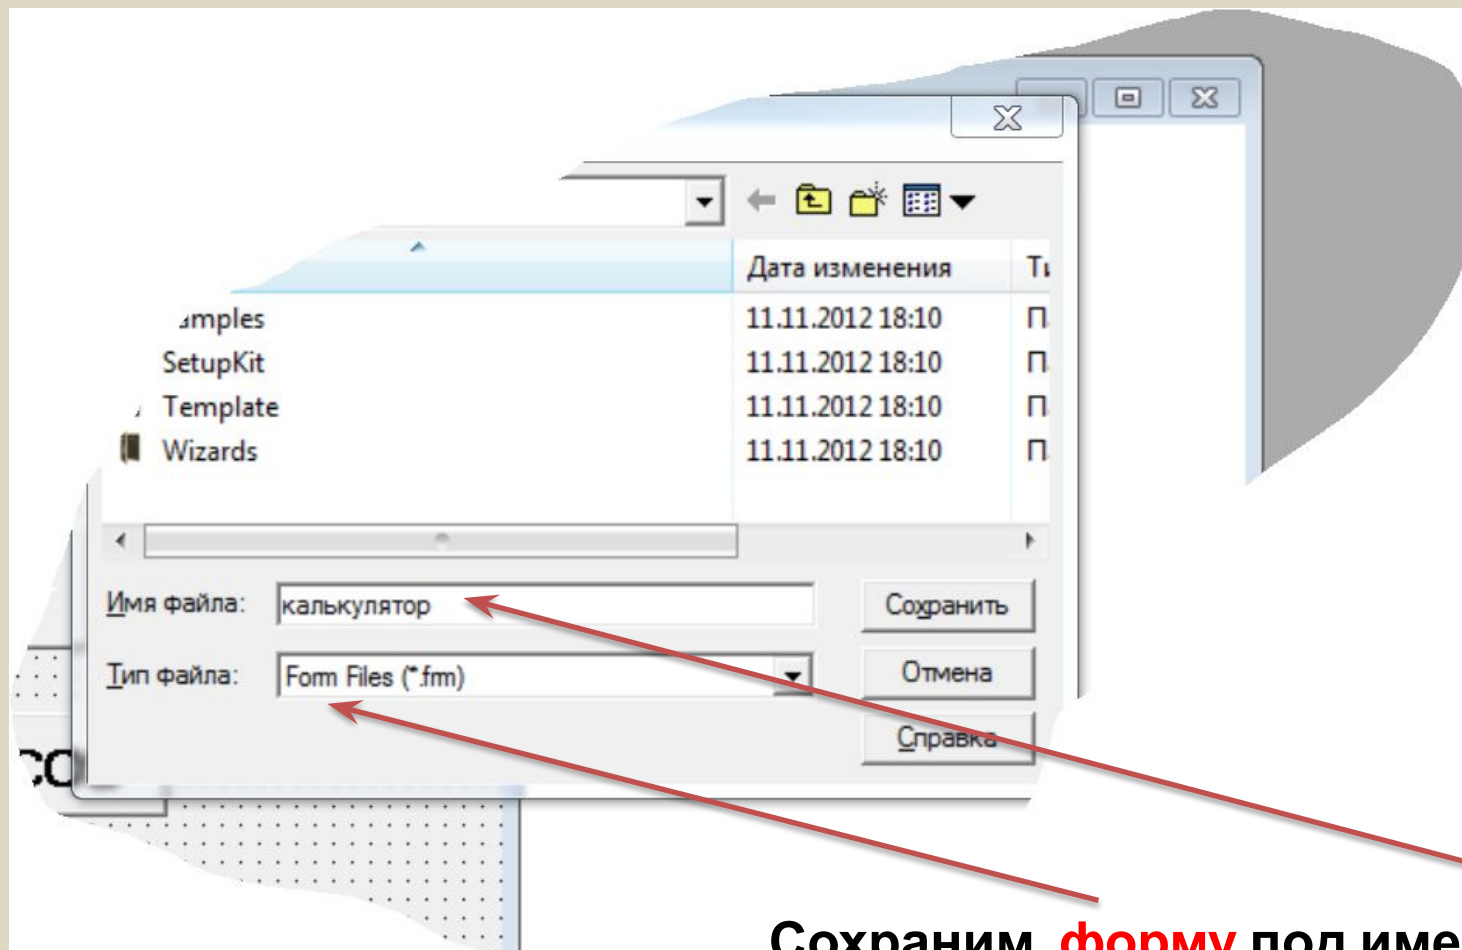 Дата изменения
SetupKit
Template
Wizards
11.11.2012 18:10
11.11.2012 18:10
11.11.2012 18:10
11.11.2012 18:10
Имя файла: калькулятор Сохранить
Тип файла: Form Files (*.frm) Отмена
Справка
Сохраним форму под